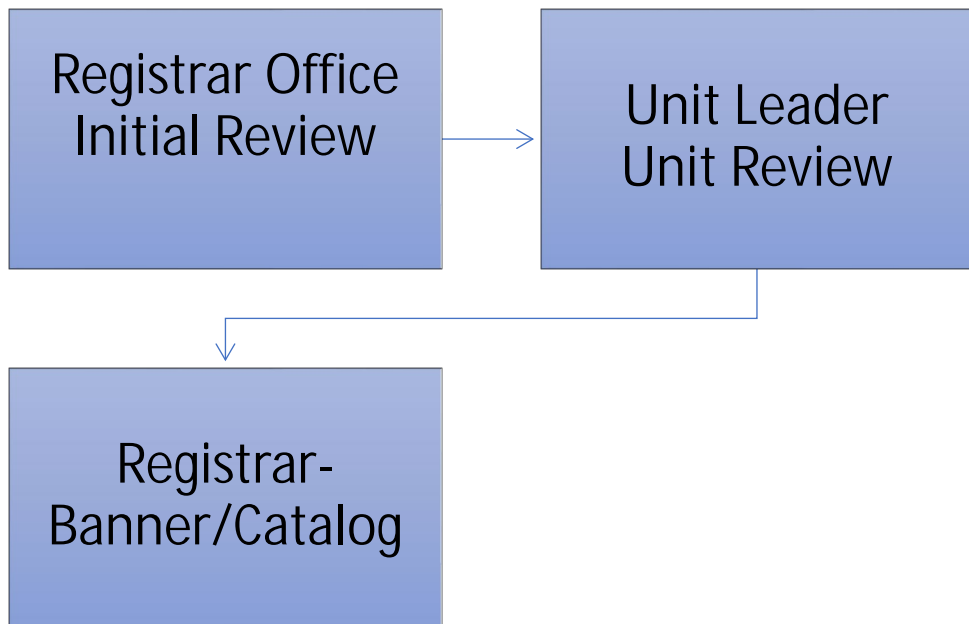 Registrar Office
Initial Review
Unit Leader
Unit Review
Registrar-
Banner/Catalog